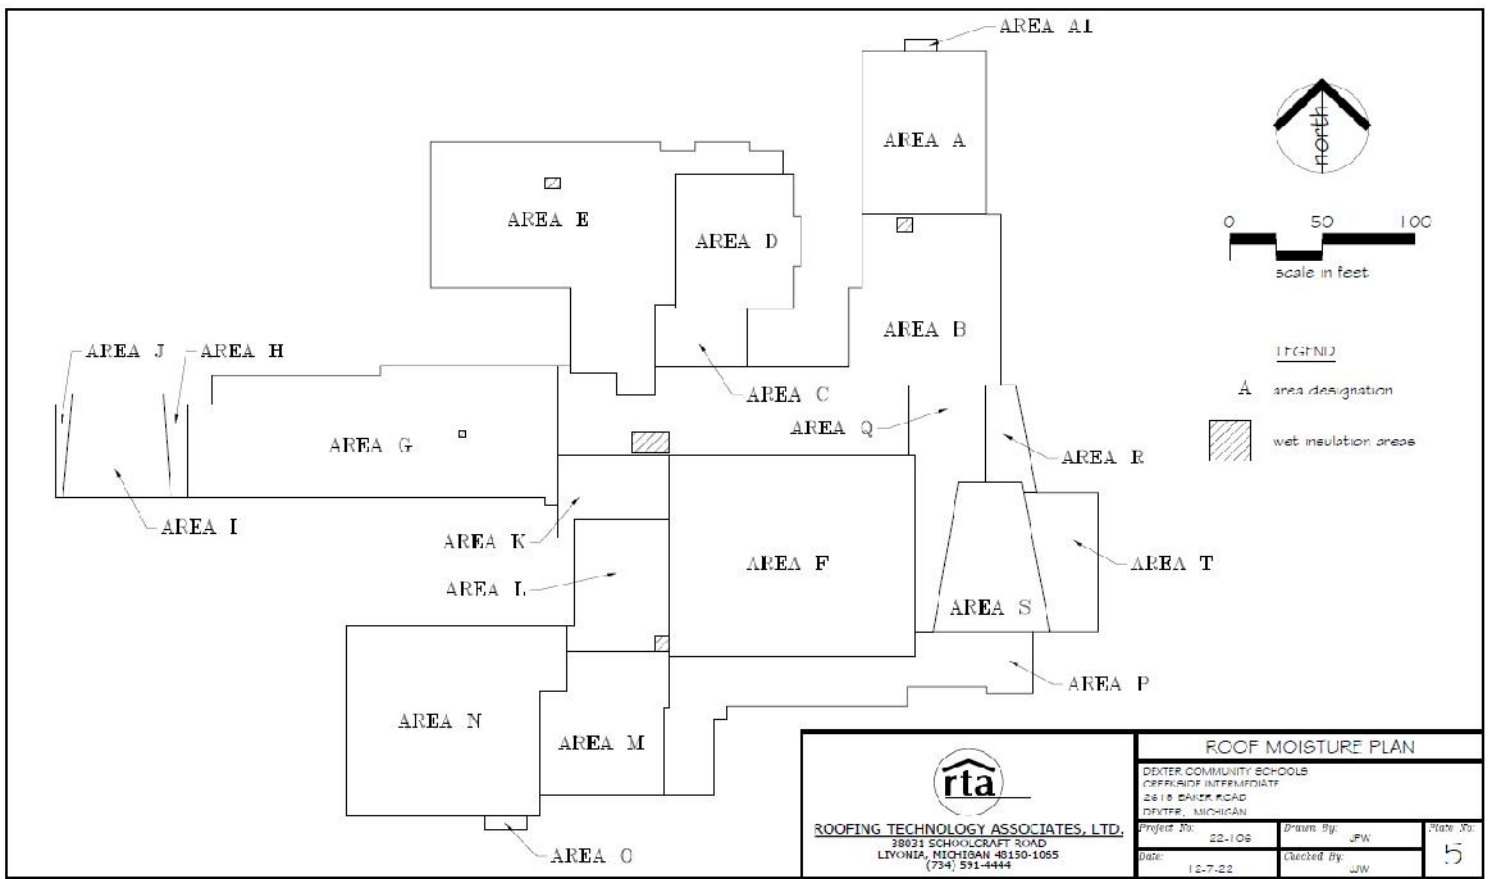 AREA A1
AREA A
north
AREA E
AREA D
0 50 100
scale in feet
AREA B
AREA J
AREA H
LEGEND
A area designation
AREA C
AREA Q
AREA G
wet insulation areas
AREA R
AREA I
AREA K
AREA F
AREA T
AREA L
AREA S
AREA P
AREA N
AREA M
AREA O
rta
ROOFING TECHNOLOGY ASSOCIATES, LTD.
38031 SCHOOLCRAFT ROAD
LIVONIA, MICHIGAN 48150-1065
(734) 591-4444
ROOF MOISTURE PLAN
DEXTER COMMUNITY SCHOOLS
CREEKSIDE INTERMEDIATE
2615 BAKER ROAD
DEXTER, MICHIGAN
Project No: 22-106
Drawn By: JPW
Plate No: 5
Date: 12-7-22
Checked By: JJW